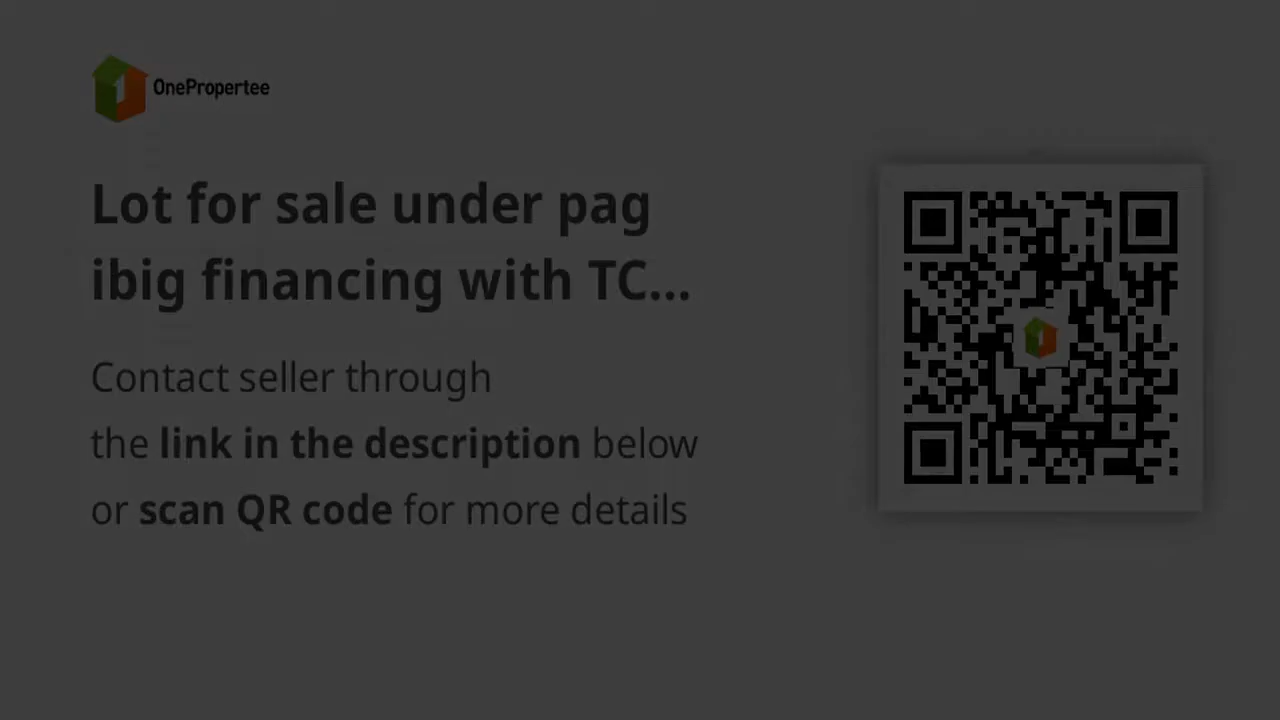 OnePropertee
Lot for sale under pag
ibig financing with TC...
Contact seller through
the link in the description below
or scan QR code for more details